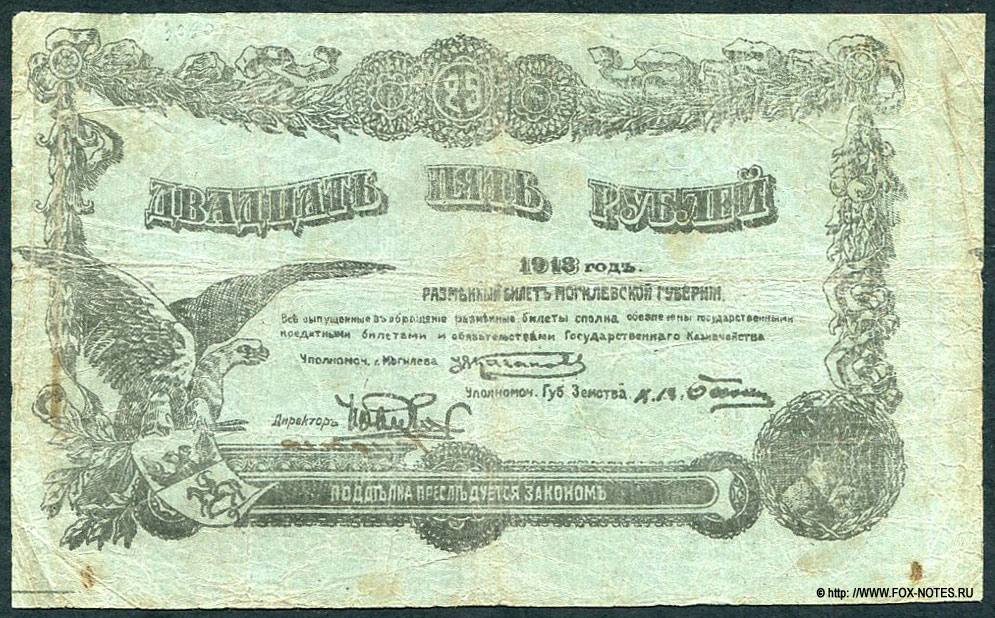 25
ДВАДЦАТЬ ПЯТЬ РУБЛЕЙ
1918 годъ.
РАЗМѢННЫЙ БИЛЕТЪ МОГИЛЕВСКОЙ ГУБЕРНІИ.
Всѣ выпущенные въ обращеніе размѣнные билеты сполна обезпечены государственными
кредитными билетами и обязательствами Государственнаго Казначейства
Уполномоч. г. Могилева
Уполномоч. Губ. Земства.
Директоръ
ПОДДѢЛКА ПРЕСЛѢДУЕТСЯ ЗАКОНОМЪ
© http: //WWW.FOX-NOTES.RU